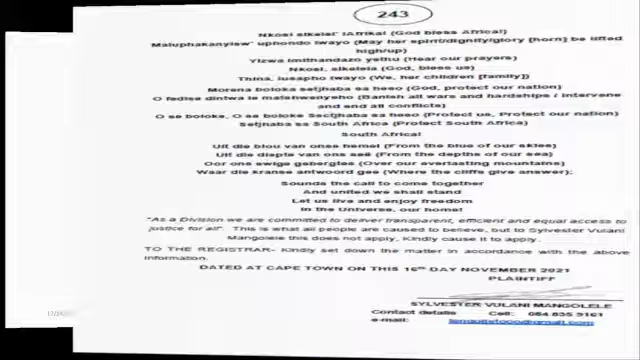 243
Nkosi sikelel' iAfrika! (God bless Africa!)
Maluphakanyisw' uphondo lwayo (May her spirit/dignity/glory [horn] be lifted
high/up)
Yizwa imithandazo yethu (Hear our prayers)
Nkosi, sikelela (God, bless us)
Thina, lusapho lwayo (We, her children [family])
Morena boloka setjhaba sa heso (God, protect our nation)
O fedise dintwa le matshwenyeho (Banish all wars and hardships / intervene
and end all conflicts)
O se boloke, O se boloke Sectjhaba sa heso (Protect us, Protect our nation)
Setjhaba sa South Africa (Protect South Africa)
South Africa!
Uit die blou van onse hemel (From the blue of our skies)
Uit die diepte van ons seë (From the depths of our sea)
Oor ons ewige gebergtes (Over our everlasting mountains)
Waar die kranse antwoord gee (Where the cliffs give answer);
Sounds the call to come together
And united we shall stand
Let us live and enjoy freedom
In the Universe, our home!
"As a Division we are committed to deliver transparent, efficient and equal access to
justice for all". This is what all people are caused to believe, but to Sylvester Vulani
Mangolele this does not apply, Kindly cause it to apply.
TO THE REGISTRAR- Kindly set down the matter in accordance with the above
information.
DATED AT CAPE TOWN ON THIS 16th DAY NOVEMBER 2021
PLAINTIFF
SYLVESTER VULANI MANGOLELE
Contact details Cell: 084 835 9161
e-mail: